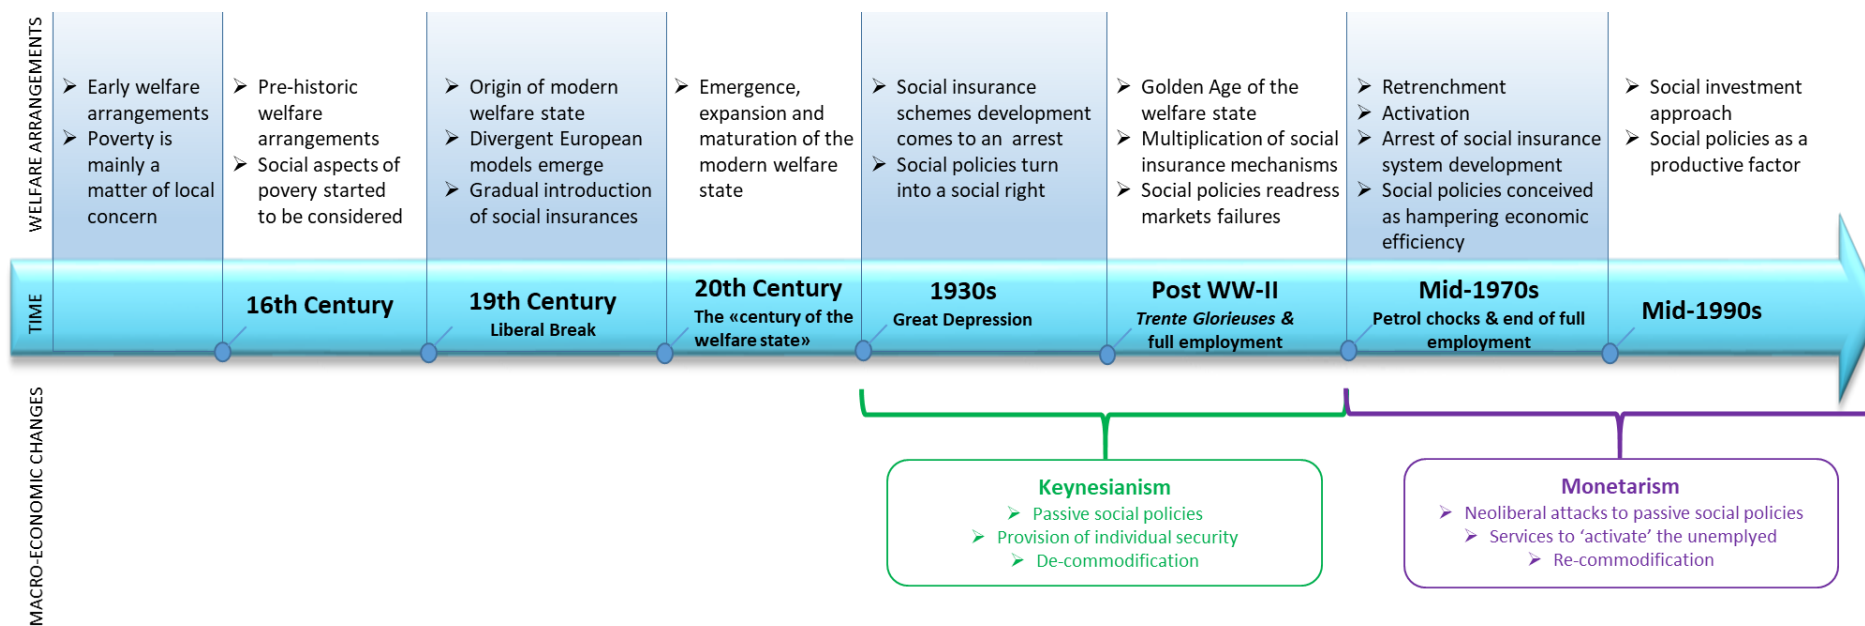 WELFARE ARRANGEMENTS
➢ Early welfare
arrangements
➢ Poverty is
mainly a
matter of local
concern
➢ Pre-historic
welfare
arrangements
➢ Social aspects of
povery started
to be considered
➢ Origin of modern
welfare state
➢ Divergent European
models emerge
➢ Gradual introduction
of social insurances
➢ Emergence,
expansion and
maturation of the
modern welfare
state
➢ Social insurance
schemes development
comes to an arrest
➢ Social policies turn
into a social right
➢ Golden Age of the
welfare state
➢ Multiplication of social
insurance mechanisms
➢ Social policies readress
markets failures
➢ Retrenchment
➢ Activation
➢ Arrest of social insurance
system development
➢ Social policies conceived
as hampering economic
efficiency
➢ Social investment
approach
➢ Social policies as a
productive factor
TIME
16th Century
19th Century
Liberal Break
20th Century
The «century of the
welfare state»
1930s
Great Depression
Post WW-II
Trente Glorieuses &
full employment
Mid-1970s
Petrol chocks & end of full
employment
Mid-1990s
MACRO-ECONOMIC CHANGES
Keynesianism
➢ Passive social policies
➢ Provision of individual security
➢ De-commodification
Monetarism
➢ Neoliberal attacks to passive social policies
➢ Services to ‘activate’ the unemplyed
➢ Re-commodification